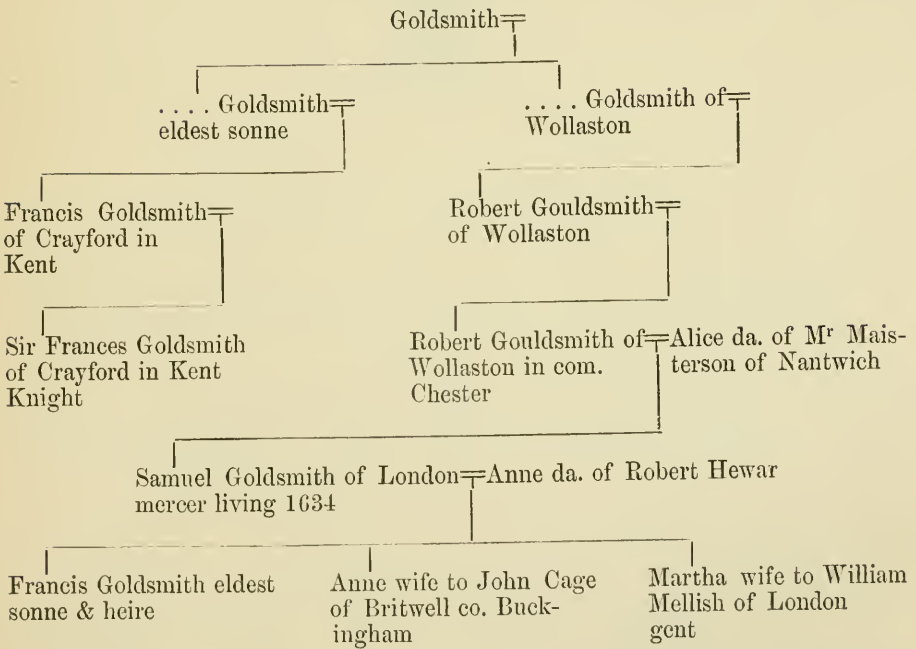 Goldsmith
. . . . Goldsmith
eldest sonne
. . . . Goldsmith of
Wollaston
Francis Goldsmith
of Crayford in
Kent
Robert Gouldsmith
of Wollaston
Sir Frances Goldsmith
of Crayford in Kent
Knight
Robert Gouldsmith of
Wollaston in com.
Chester
Alice da. of Mʳ Mais-
terson of Nantwich
Samuel Goldsmith of London
mercer living 1634
Anne da. of Robert Hewar
Francis Goldsmith eldest
sonne & heire
Anne wife to John Cage
of Britwell co. Buck-
ingham
Martha wife to William
Mellish of London
gent